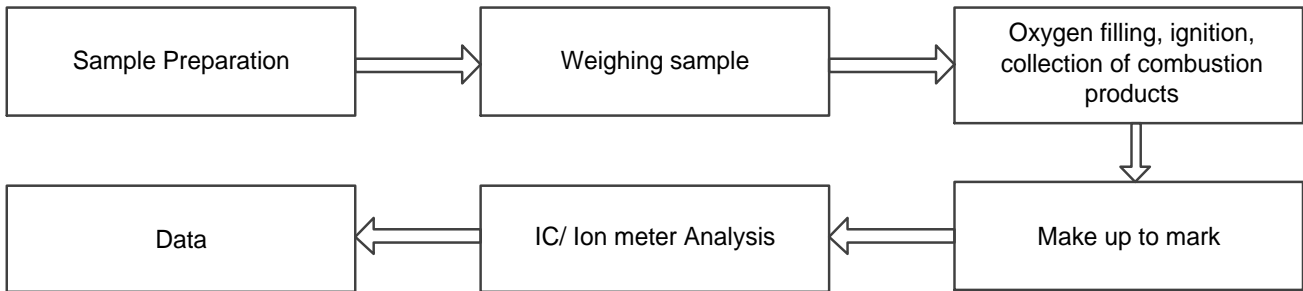 Sample Preparation
Weighing sample
Oxygen filling, ignition,
collection of combustion
products
Make up to mark
IC/ Ion meter Analysis
Data